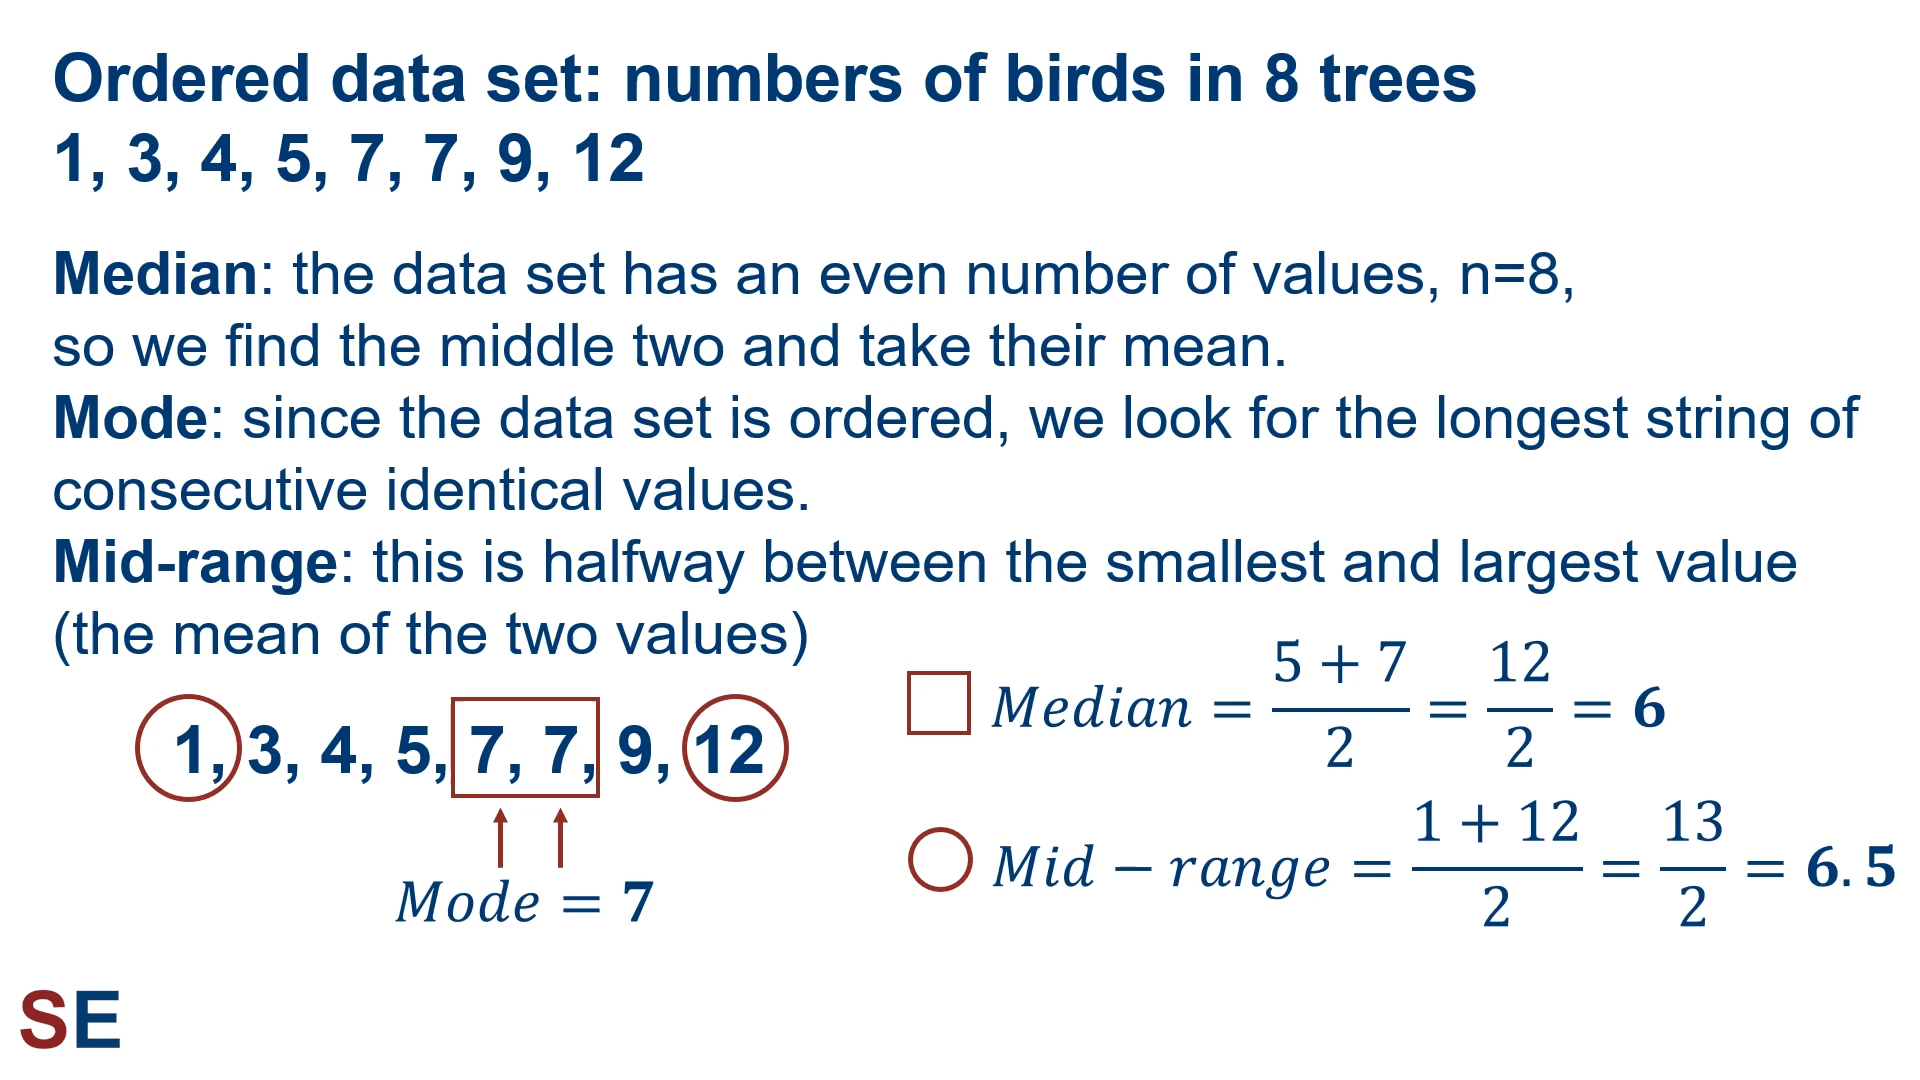 Ordered data set: numbers of birds in 8 trees
1, 3, 4, 5, 7, 7, 9, 12
Median: the data set has an even number of values, n=8,
so we find the middle two and take their mean.
Mode: since the data set is ordered, we look for the longest string of
consecutive identical values.
Mid-range: this is halfway between the smallest and largest value
(the mean of the two values)
1, 3, 4, 5, 7, 7, 9, 12
Mode = 7
Median = (5 + 7)/2 = 12/2 = 6
Mid − range = (1 + 12)/2 = 13/2 = 6.5
SE